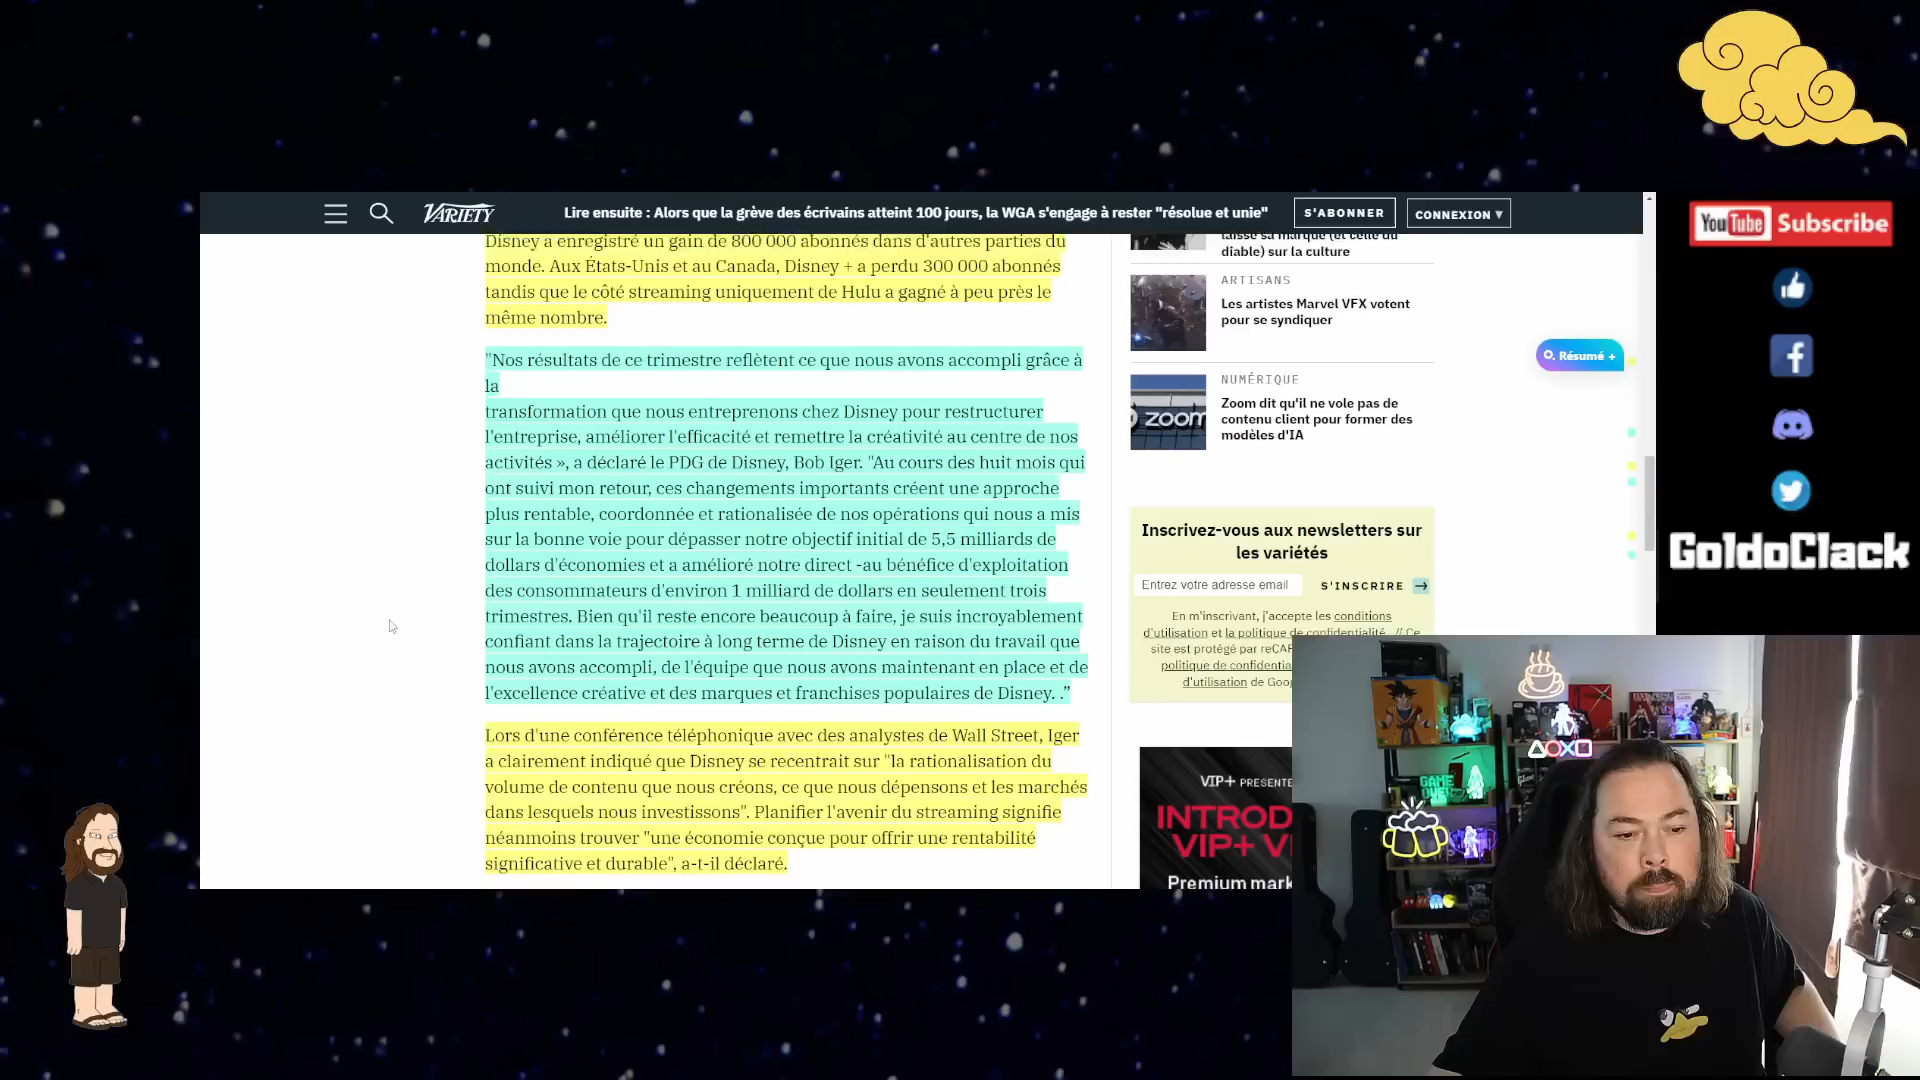 VARIETY
Lire ensuite : Alors que la grève des écrivains atteint 100 jours, la WGA s'engage à rester "résolue et unie"
S'ABONNER
CONNEXION ▾
Disney a enregistré un gain de 800 000 abonnés dans d'autres parties du
monde. Aux États-Unis et au Canada, Disney + a perdu 300 000 abonnés
tandis que le côté streaming uniquement de Hulu a gagné à peu près le
même nombre.
"Nos résultats de ce trimestre reflètent ce que nous avons accompli grâce à
la
transformation que nous entreprenons chez Disney pour restructurer
l'entreprise, améliorer l'efficacité et remettre la créativité au centre de nos
activités », a déclaré le PDG de Disney, Bob Iger. "Au cours des huit mois qui
ont suivi mon retour, ces changements importants créent une approche
plus rentable, coordonnée et rationalisée de nos opérations qui nous a mis
sur la bonne voie pour dépasser notre objectif initial de 5,5 milliards de
dollars d'économies et a amélioré notre direct -au bénéfice d'exploitation
des consommateurs d'environ 1 milliard de dollars en seulement trois
trimestres. Bien qu'il reste encore beaucoup à faire, je suis incroyablement
confiant dans la trajectoire à long terme de Disney en raison du travail que
nous avons accompli, de l'équipe que nous avons maintenant en place et de
l'excellence créative et des marques et franchises populaires de Disney. .”
Lors d'une conférence téléphonique avec des analystes de Wall Street, Iger
a clairement indiqué que Disney se recentrait sur "la rationalisation du
volume de contenu que nous créons, ce que nous dépensons et les marchés
dans lesquels nous investissons". Planifier l'avenir du streaming signifie
néanmoins trouver "une économie conçue pour offrir une rentabilité
significative et durable", a-t-il déclaré.
laissé sa marque (et celle du
diable) sur la culture
ARTISANS
Les artistes Marvel VFX votent
pour se syndiquer
NUMÉRIQUE
Zoom dit qu'il ne vole pas de
contenu client pour former des
modèles d'IA
zoom
Résumé +
Inscrivez-vous aux newsletters sur
les variétés
Entrez votre adresse email
S'INSCRIRE →
En m'inscrivant, j'accepte les conditions
d'utilisation et la politique de confidentialité . // Ce
site est protégé par reCAP
politique de confidentia
d'utilisation de Goog
VIP+ PRESENTE
INTROD
VIP+ V
Premium mark
YouTube Subscribe
GoldoClack
GAME
OVER